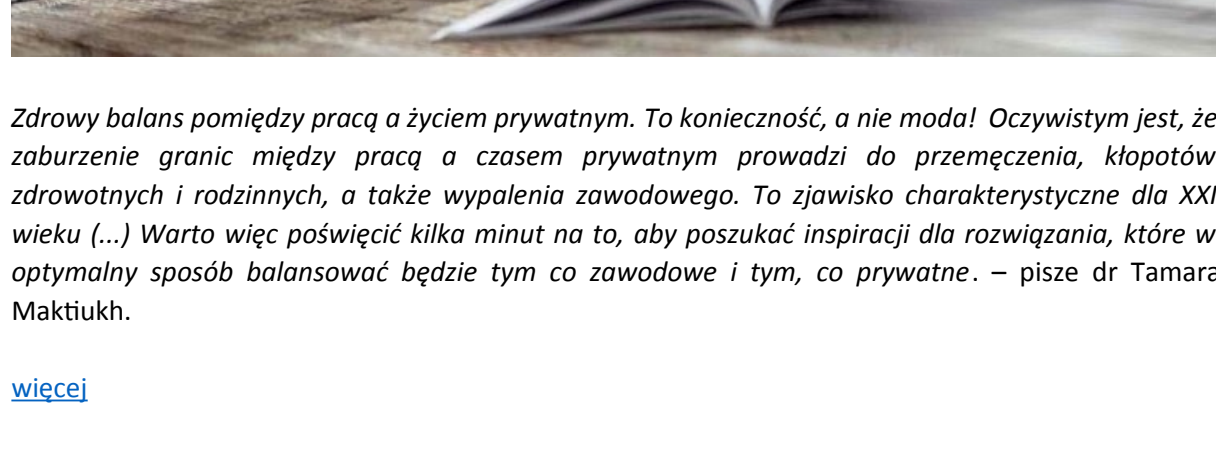 Zdrowy balans pomiędzy pracą a życiem prywatnym. To konieczność, a nie moda! Oczywistym jest, że
zaburzenie granic między pracą a czasem prywatnym prowadzi do przemęczenia, kłopotów
zdrowotnych i rodzinnych, a także wypalenia zawodowego. To zjawisko charakterystyczne dla XXI
wieku (...) Warto więc poświęcić kilka minut na to, aby poszukać inspiracji dla rozwiązania, które w
optymalny sposób balansować będzie tym co zawodowe i tym, co prywatne. – pisze dr Tamara
Maktiukh.
więcej